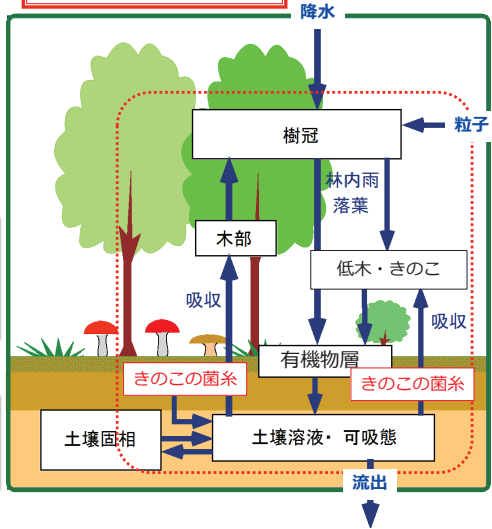 降水
樹冠
粒子
林内雨
落葉
木部
低木・きのこ
吸収
吸収
有機物層
きのこの菌糸
きのこの菌糸
土壌固相
土壌溶液・可吸態
流出